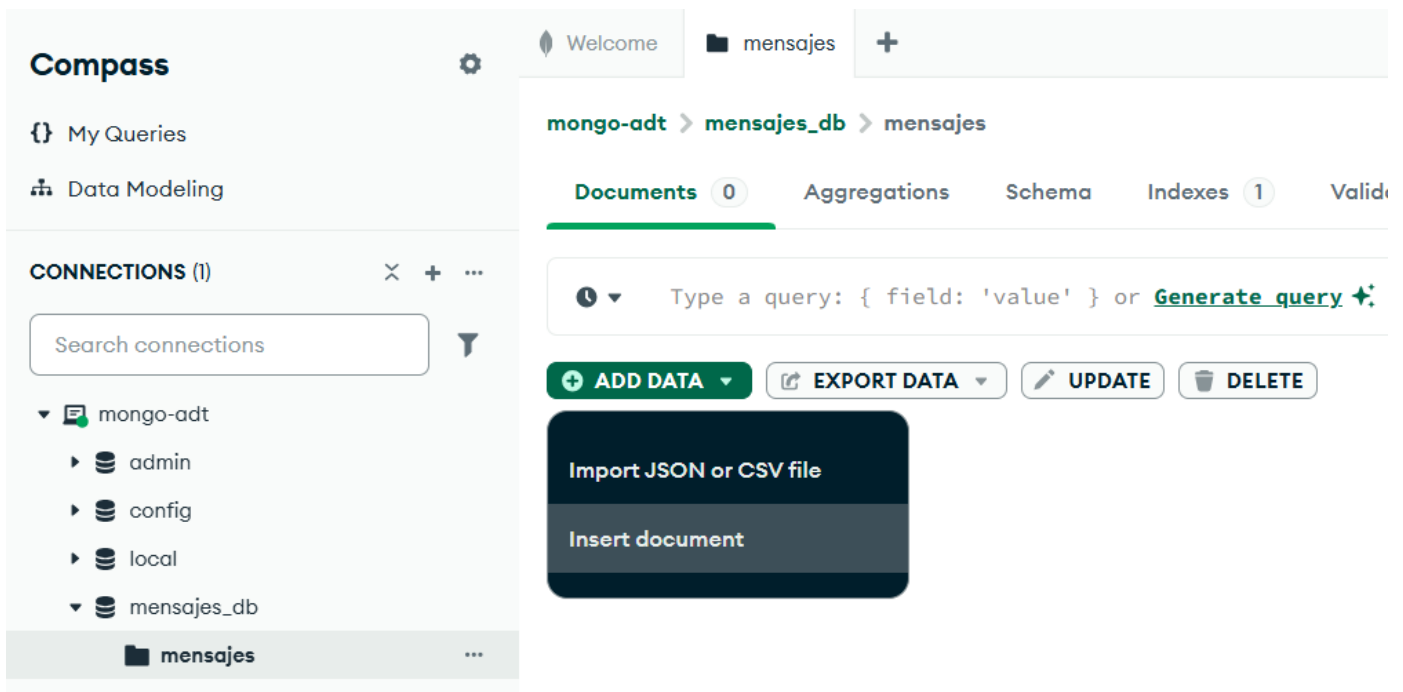 Compass
{} My Queries
Data Modeling
CONNECTIONS (1)
Search connections
mongo-adt
admin
config
local
mensajes_db
mensajes
Welcome
mensajes
mongo-adt > mensajes_db > mensajes
Documents 0 Aggregations Schema Indexes 1 Valida
Type a query: { field: 'value' } or Generate query
ADD DATA EXPORT DATA UPDATE DELETE
Import JSON or CSV file
Insert document